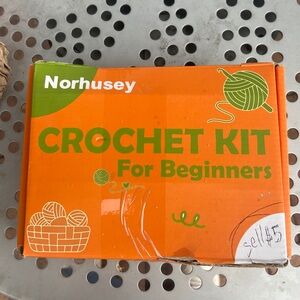 Norhusey
CROCHET KIT
For Beginners
sell $5